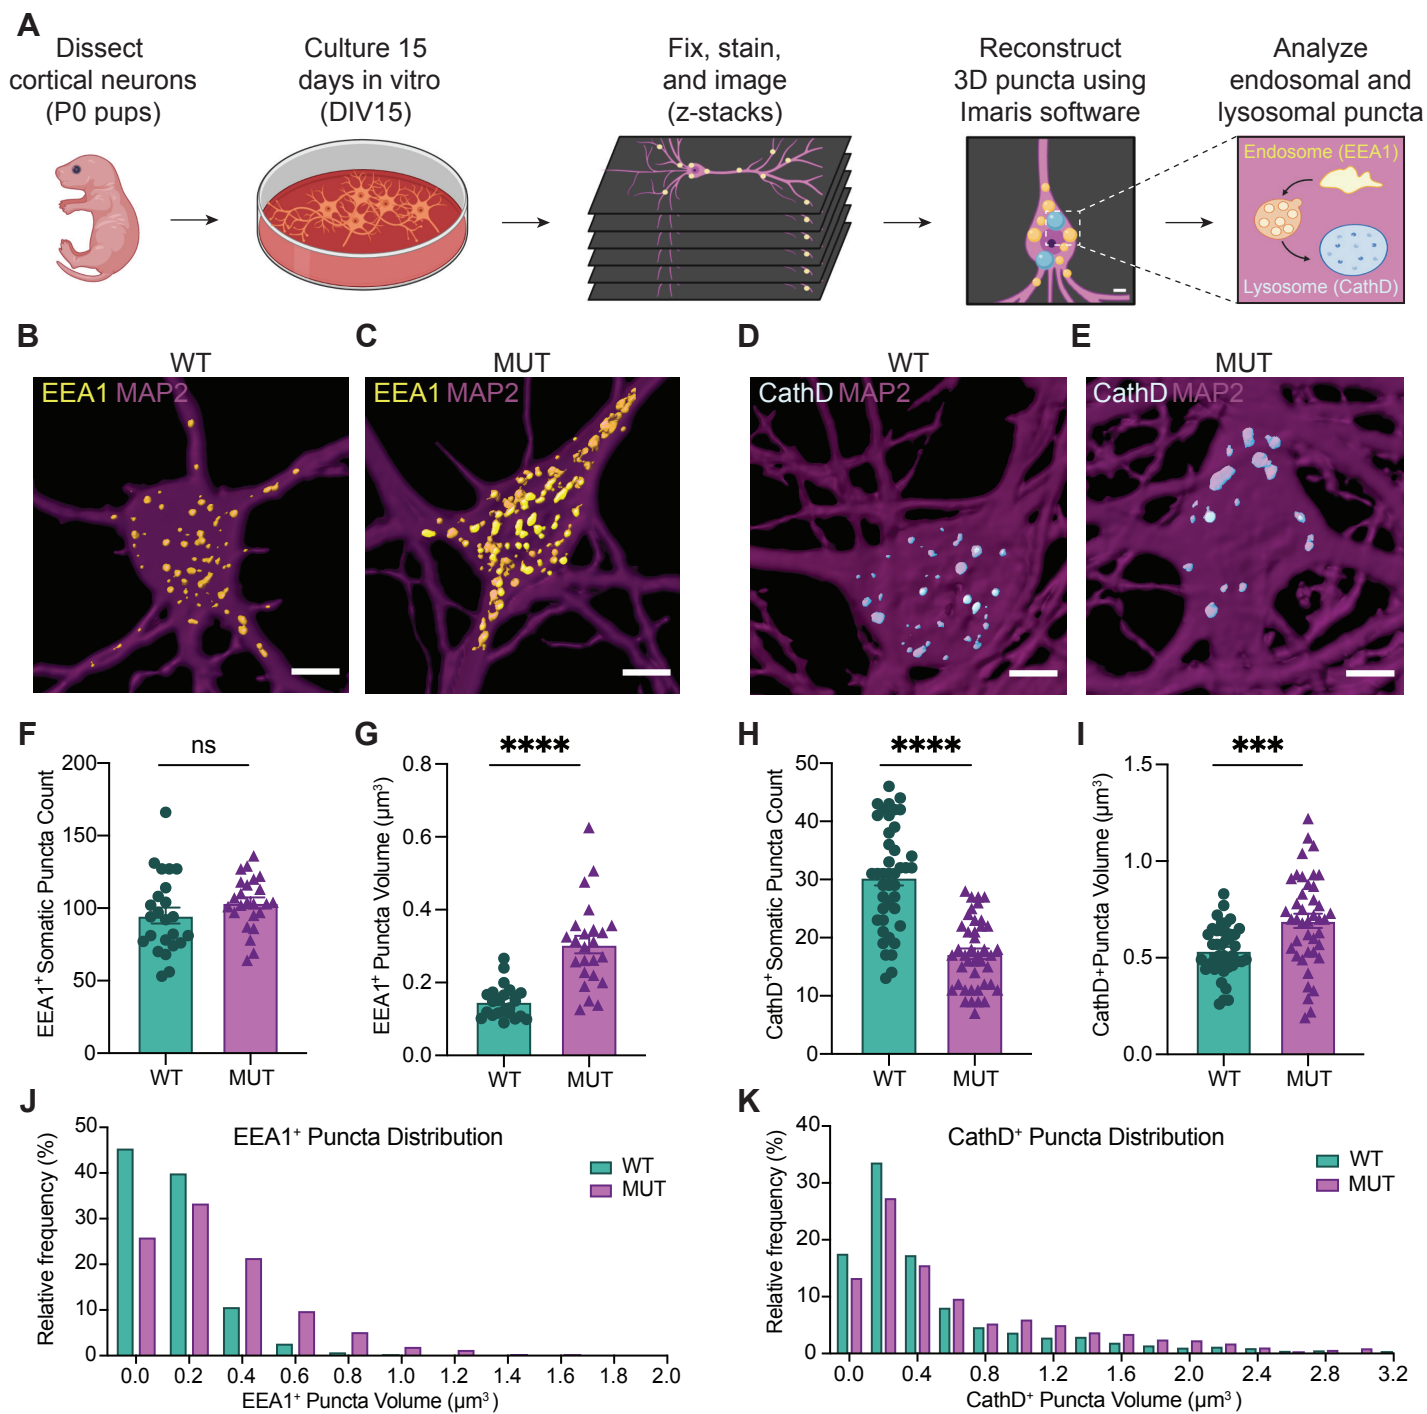 A
Dissect
cortical neurons
(P0 pups)
Culture 15
days in vitro
(DIV15)
Fix, stain,
and image
(z-stacks)
Reconstruct
3D puncta using
Imaris software
Analyze
endosomal and
lysosomal puncta
Endosome (EEA1)
Lysosome (CathD)
B
WT
EEA1 MAP2
C
MUT
EEA1 MAP2
D
WT
CathD MAP2
E
MUT
CathD MAP2
F
ns
EEA1⁺ Somatic Puncta Count
200
150
100
50
0
WT
MUT
G
****
EEA1⁺ Puncta Volume (µm³)
0.8
0.6
0.4
0.2
0.0
WT
MUT
H
****
CathD⁺ Somatic Puncta Count
50
40
30
20
10
0
WT
MUT
I
***
CathD⁺Puncta Volume (µm³)
1.5
1.0
0.5
0.0
WT
MUT
J
EEA1⁺ Puncta Distribution
WT
MUT
Relative frequency (%)
50
40
30
20
10
0
0.0 0.2 0.4 0.6 0.8 1.0 1.2 1.4 1.6 1.8 2.0
EEA1⁺ Puncta Volume (µm³)
K
CathD⁺ Puncta Distribution
WT
MUT
Relative frequency (%)
40
30
20
10
0
0.0 0.4 0.8 1.2 1.6 2.0 2.4 2.8 3.2
CathD⁺ Puncta Volume (µm³)